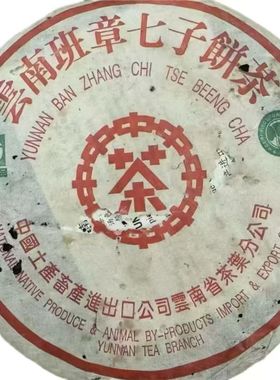 雲南班章七子餅茶
YUNNAN BAN ZHANG CHI TSE BEENG CHA
中
茶
中國土產畜產進出口公司雲南省茶葉分公司
NATIVE PRODUCE & ANIMAL BY-PRODUCTS IMPORT & EXPORT
YUNNAN TEA BRANCH